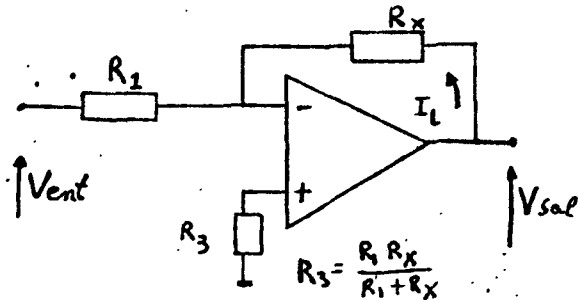 Rx
R1
IL
-
+
Vent
Vsal
R3
R3 = R1 Rx / R1 + Rx